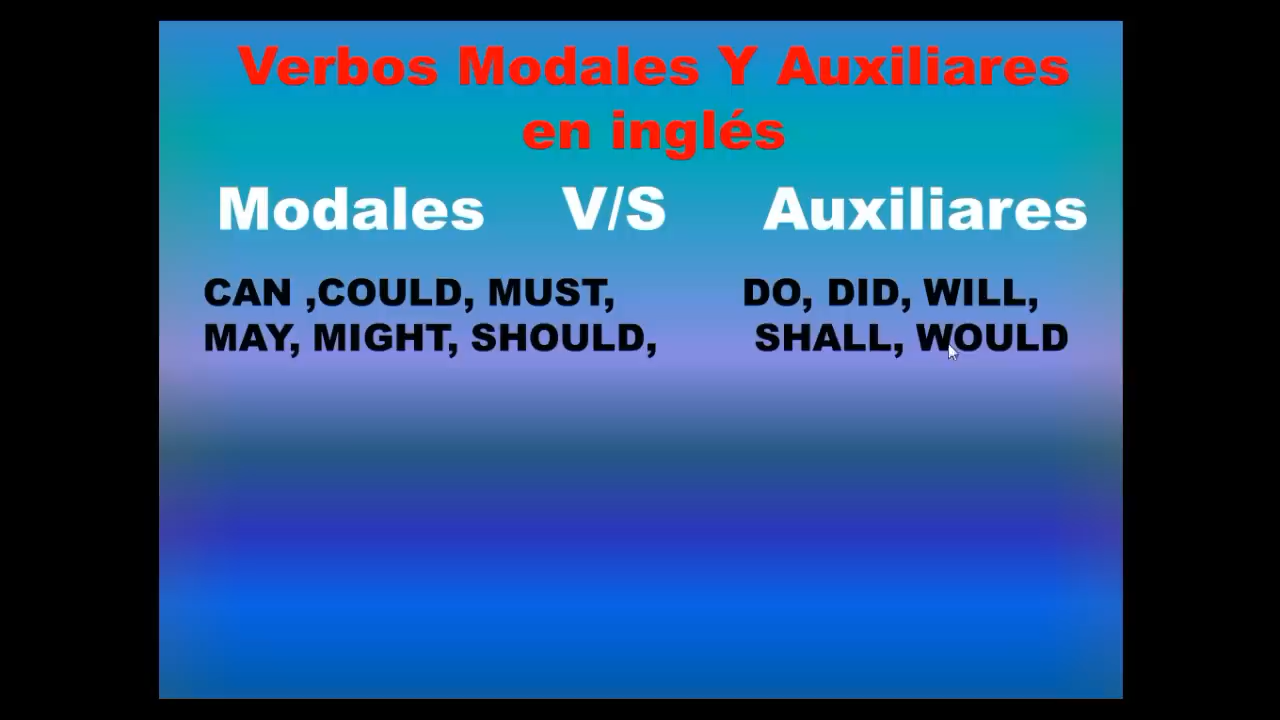 Verbos Modales Y Auxiliares
en inglés
Modales V/S Auxiliares
CAN ,COULD, MUST, DO, DID, WILL,
MAY, MIGHT, SHOULD, SHALL, WOULD